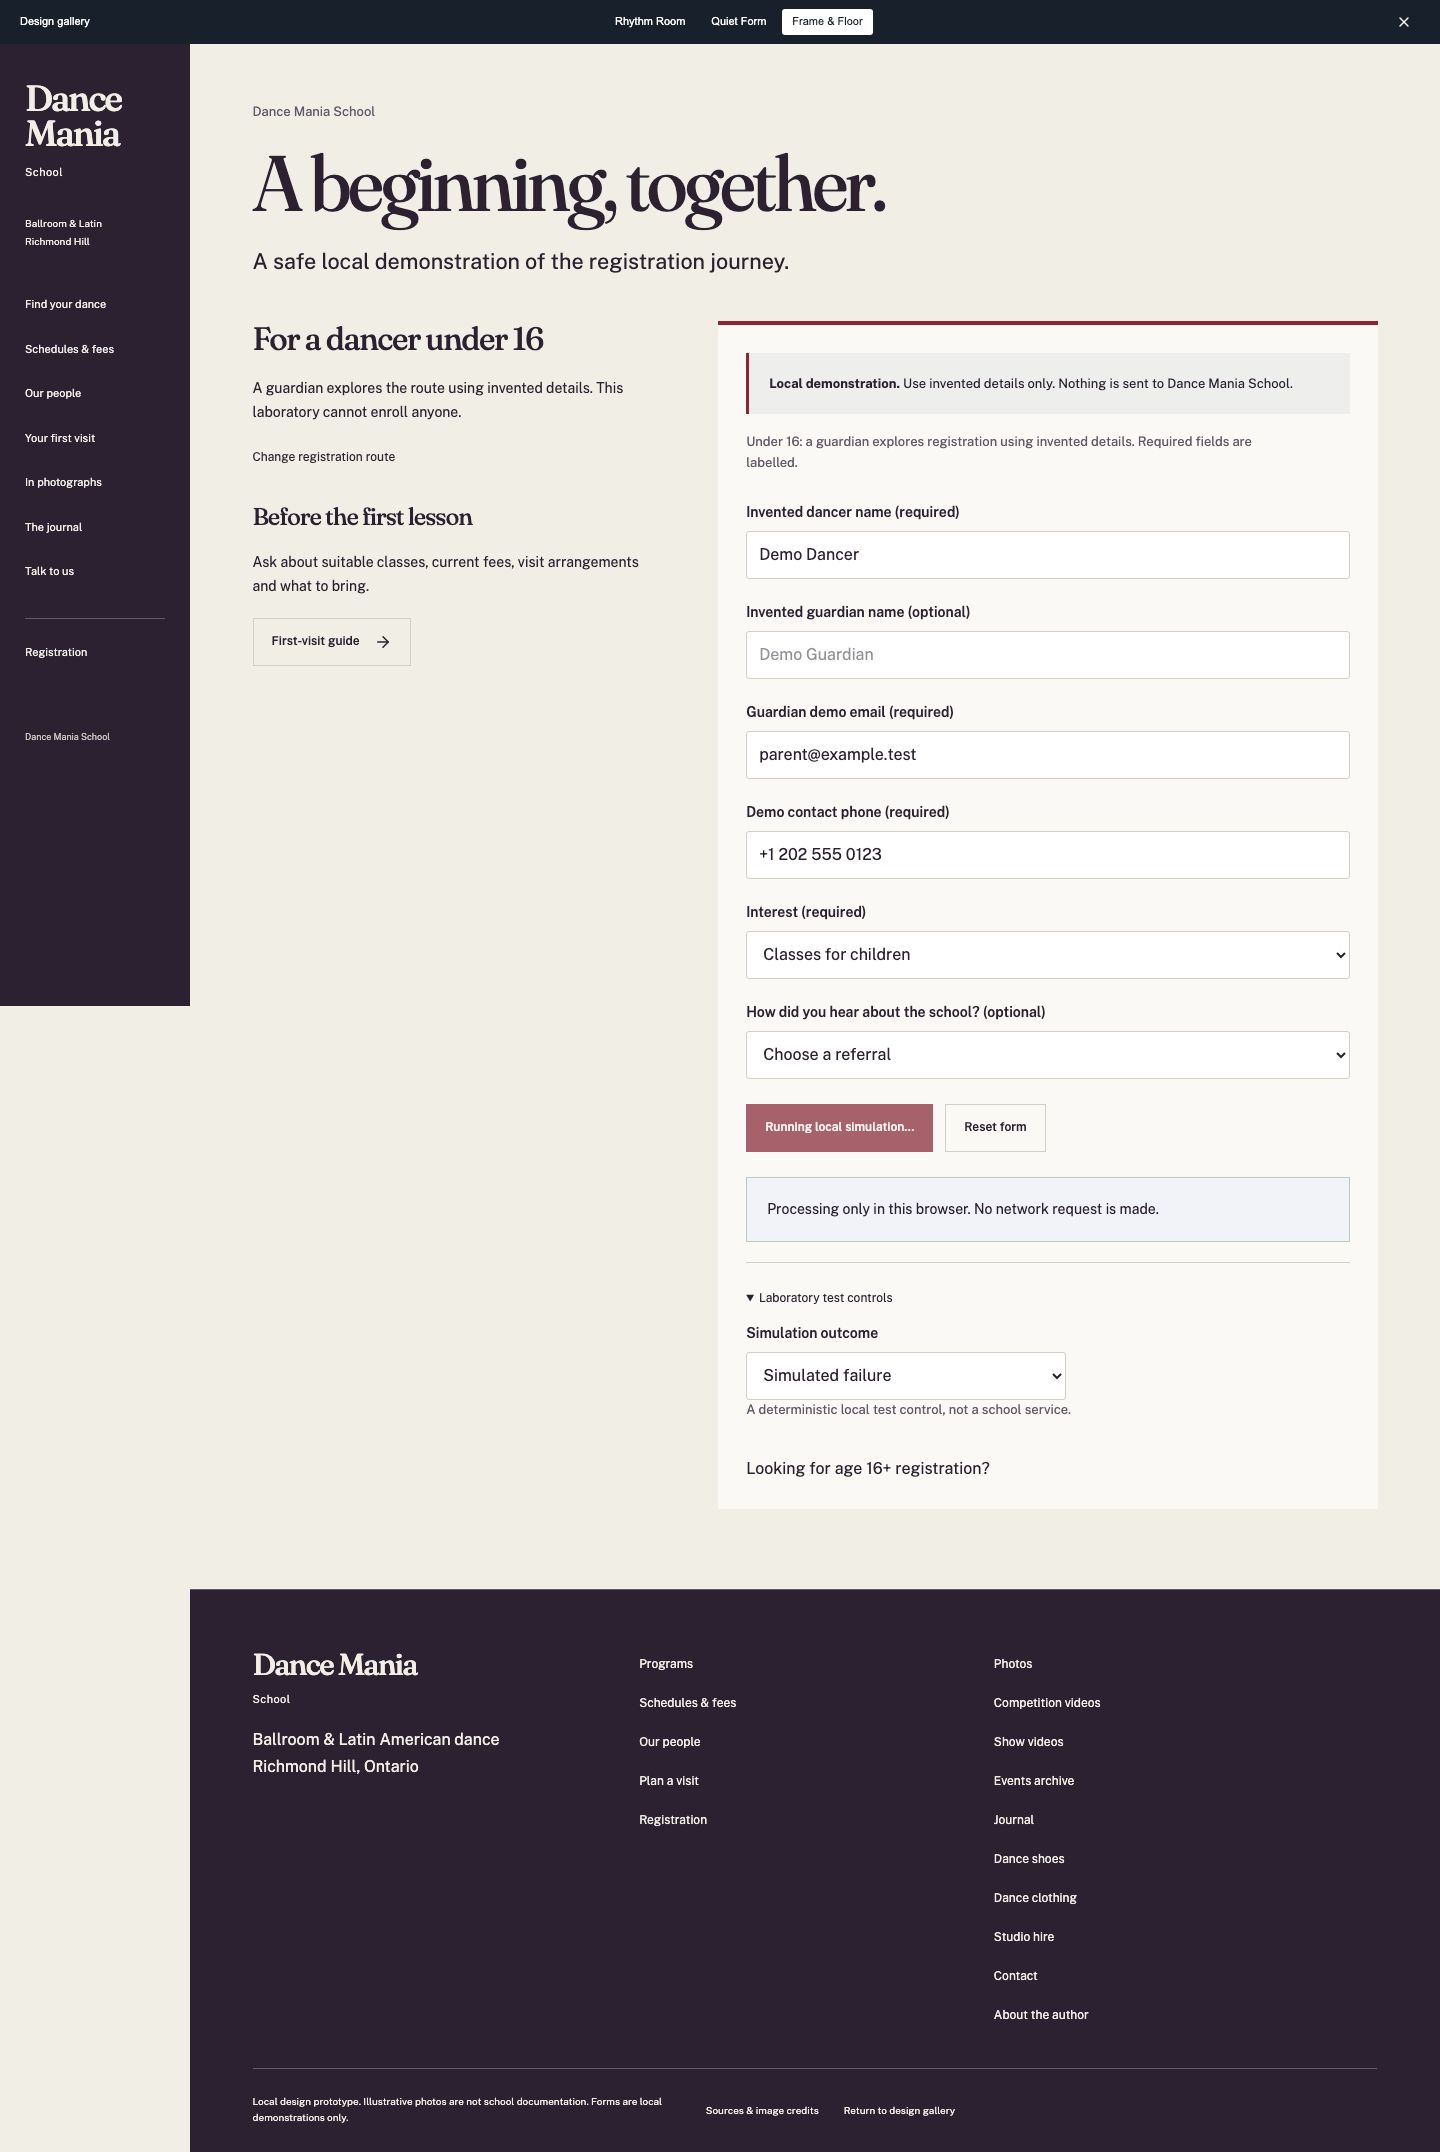 Design gallery
Rhythm Room
Quiet Form
Frame & Floor
Dance
Mania
School
Ballroom & Latin
Richmond Hill
Find your dance
Schedules & fees
Our people
Your first visit
In photographs
The journal
Talk to us
Registration
Dance Mania School
Dance Mania School
A beginning, together.
A safe local demonstration of the registration journey.
For a dancer under 16
A guardian explores the route using invented details. This
laboratory cannot enroll anyone.
Change registration route
Before the first lesson
Ask about suitable classes, current fees, visit arrangements
and what to bring.
First-visit guide
Local demonstration. Use invented details only. Nothing is sent to Dance Mania School.
Under 16: a guardian explores registration using invented details. Required fields are
labelled.
Invented dancer name (required)
Demo Dancer
Invented guardian name (optional)
Demo Guardian
Guardian demo email (required)
parent@example.test
Demo contact phone (required)
+1 202 555 0123
Interest (required)
Classes for children
How did you hear about the school? (optional)
Choose a referral
Running local simulation...
Reset form
Processing only in this browser. No network request is made.
Laboratory test controls
Simulation outcome
Simulated failure
A deterministic local test control, not a school service.
Looking for age 16+ registration?
Dance Mania
School
Ballroom & Latin American dance
Richmond Hill, Ontario
Programs
Schedules & fees
Our people
Plan a visit
Registration
Photos
Competition videos
Show videos
Events archive
Journal
Dance shoes
Dance clothing
Studio hire
Contact
About the author
Local design prototype. Illustrative photos are not school documentation. Forms are local
demonstrations only.
Sources & image credits
Return to design gallery